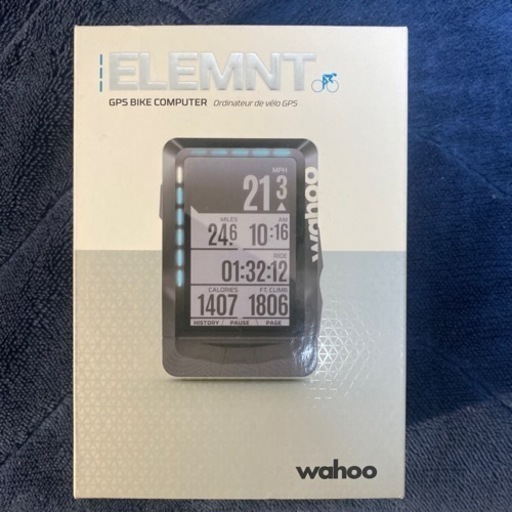 ELEMNT
GPS BIKE COMPUTER Ordinateur de vélo GPS
MPH
21.3
wahoo
MILES AM
24.6 10:16
RIDE
01:32:12
CALORIES FT. CLIMB
1407 1806
HISTORY / PAUSE \ PAGE
wahoo